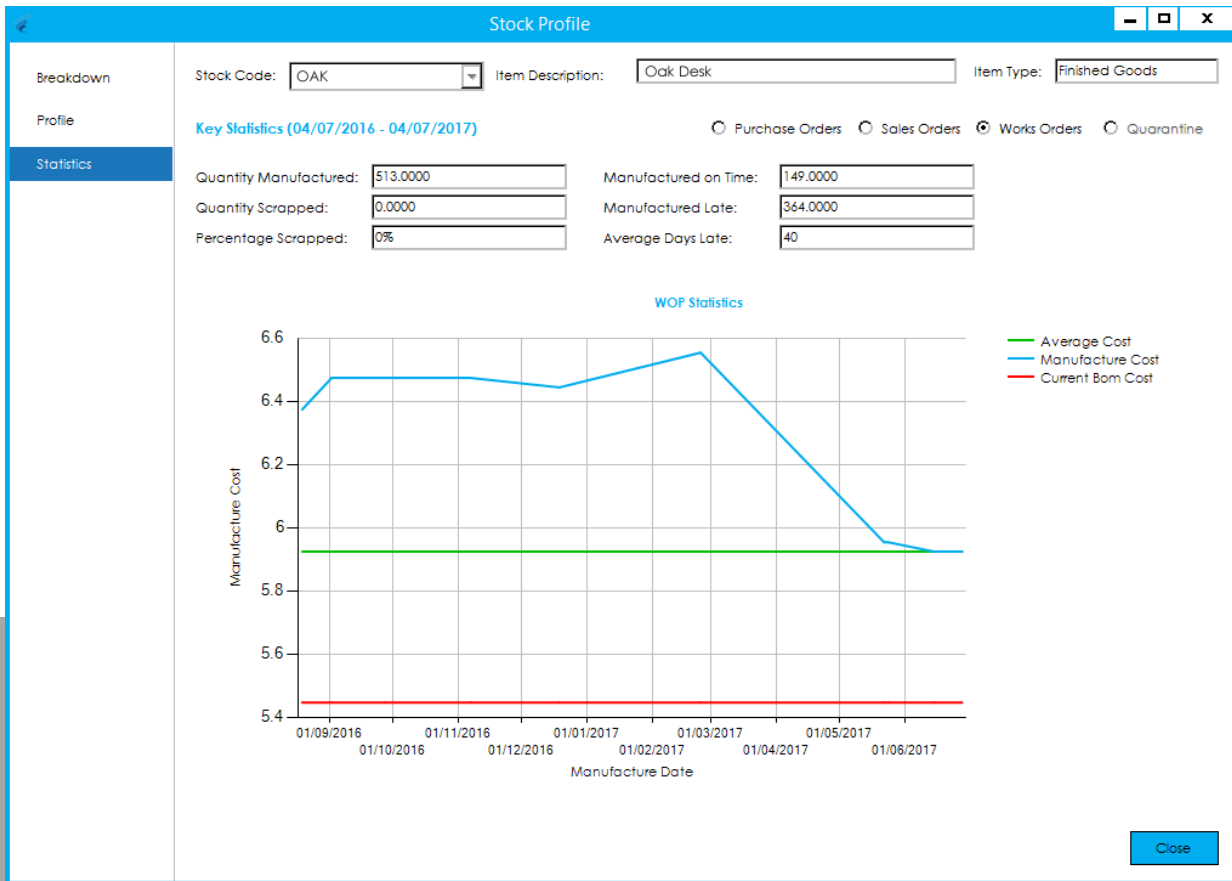 Stock Profile
Breakdown
Profile
Statistics
Stock Code: OAK Item Description: Oak Desk Item Type: Finished Goods
Key Statistics (04/07/2016 - 04/07/2017) Purchase Orders Sales Orders Works Orders Quarantine
Quantity Manufactured: 513.0000 Manufactured on Time: 149.0000
Quantity Scrapped: 0.0000 Manufactured Late: 364.0000
Percentage Scrapped: 0% Average Days Late: 40
WOP Statistics
Average Cost
Manufacture Cost
Current Bom Cost
Manufacture Cost
6.6
6.4
6.2
6
5.8
5.6
5.4
01/09/2016 01/11/2016 01/01/2017 01/03/2017 01/05/2017
01/10/2016 01/12/2016 01/02/2017 01/04/2017 01/06/2017
Manufacture Date
Close